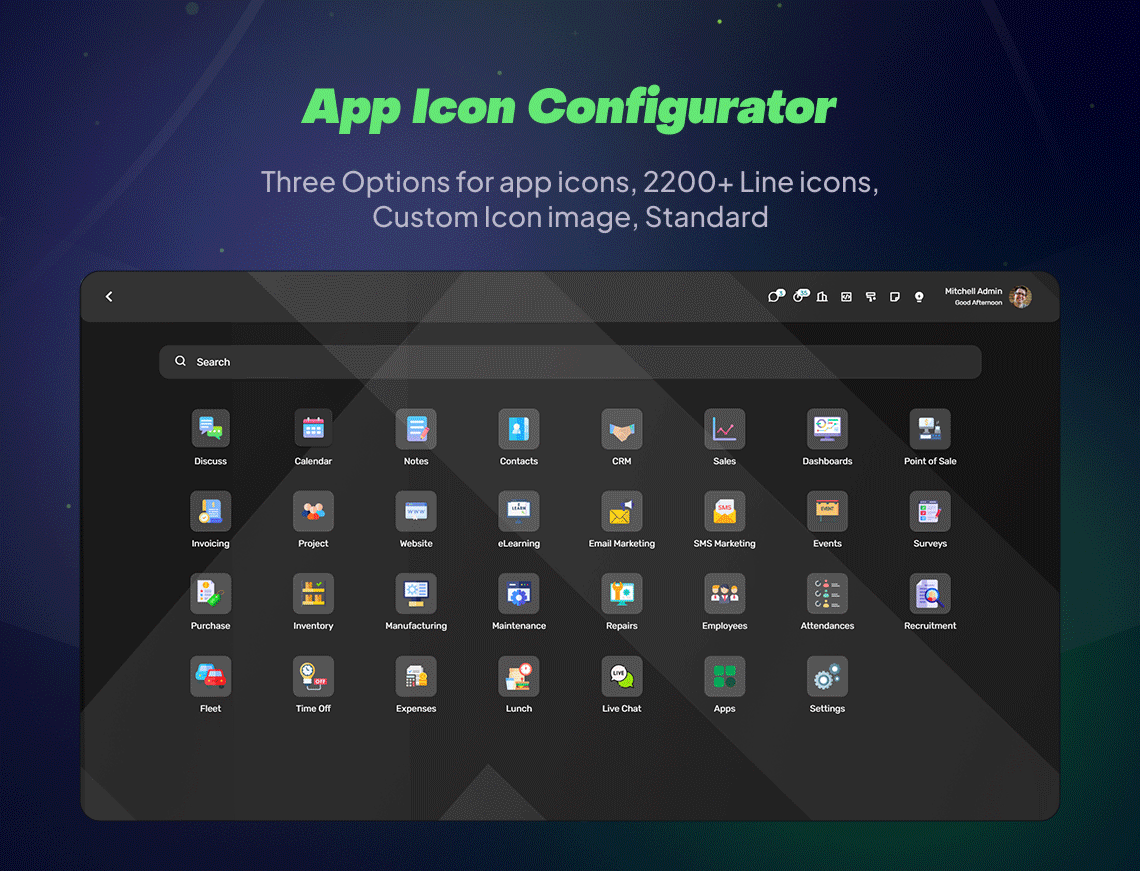 App Icon Configurator
Three Options for app icons, 2200+ Line icons,
Custom Icon image, Standard
Mitchell Admin
Good Afternoon
Search
Discuss Calendar Notes Contacts CRM Sales Dashboards Point of Sale
Invoicing Project Website eLearning Email Marketing SMS Marketing Events Surveys
Purchase Inventory Manufacturing Maintenance Repairs Employees Attendances Recruitment
Fleet Time Off Expenses Lunch Live Chat Apps Settings